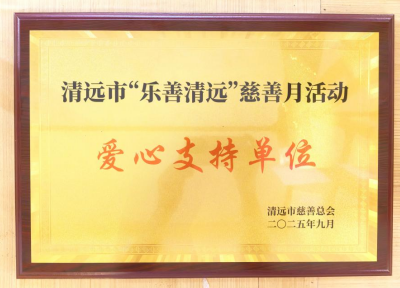 清远市“乐善清远”慈善月活动
爱心支持单位
清远市慈善总会
二〇二五年九月